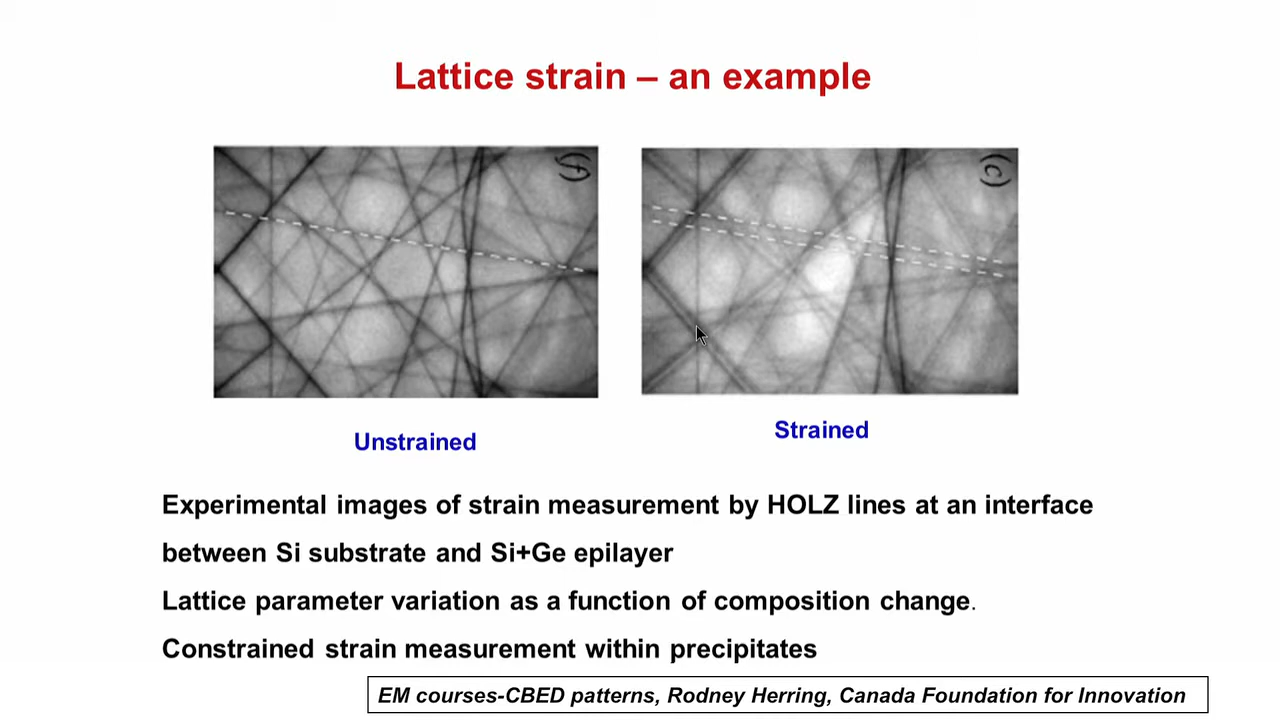 Lattice strain – an example
(f)
(c)
Unstrained
Strained
Experimental images of strain measurement by HOLZ lines at an interface
between Si substrate and Si+Ge epilayer
Lattice parameter variation as a function of composition change.
Constrained strain measurement within precipitates
EM courses-CBED patterns, Rodney Herring, Canada Foundation for Innovation